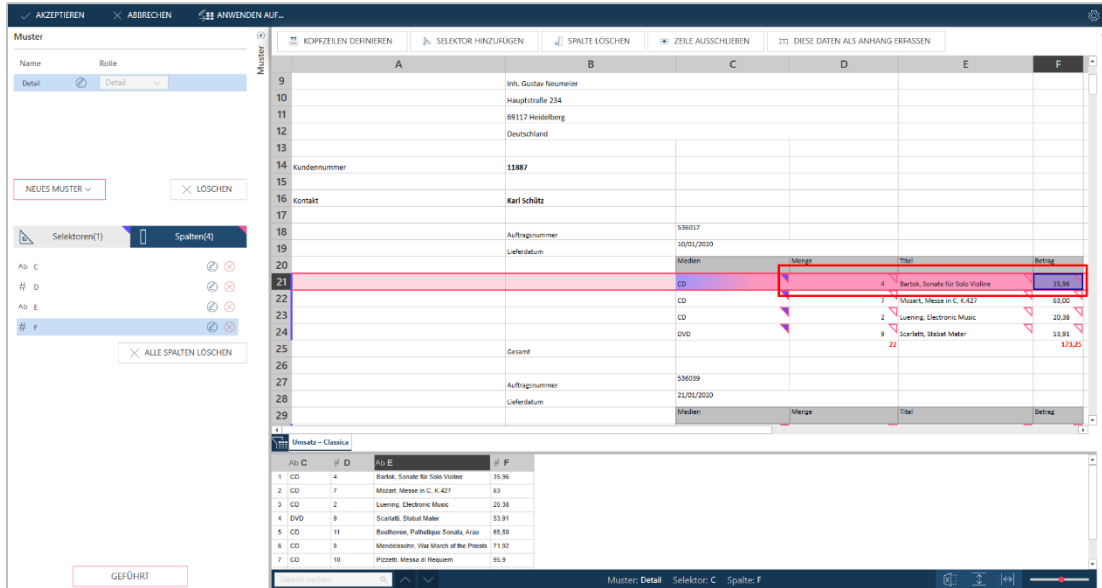 AKZEPTIEREN ABBRECHEN ANWENDEN AUF...
Muster
Name Rolle
Detail Detail
NEUES MUSTER LÖSCHEN
Selektoren(1) Spalten(4)
Ab C
# D
Ab E
# F
ALLE SPALTEN LÖSCHEN
GEFÜHRT
Muster
KOPFZEILEN DEFINIEREN SELEKTOR HINZUFÜGEN SPALTE LÖSCHEN ZEILE AUSSCHLIEBEN DIESE DATEN ALS ANHANG ERFASSEN
A B C D E F
9 Inh. Gustav Neumeier
10 Hauptstraße 234
11 69117 Heidelberg
12 Deutschland
13
14 Kundennummer 11887
15
16 Kontakt Karl Schütz
17
18 Auftragsnummer 536017
19 Lieferdatum 10/01/2020
20 Medien Menge Titel Betrag
21 CD 4 Bartok, Sonate für Solo Violine 35,96
22 CD 7 Mozart, Messe in C, K.427 63,00
23 CD 2 Luening, Electronic Music 20,38
24 DVD 9 Scarlatti, Stabat Mater 53,91
25 Gesamt 22 173,25
26
27 Auftragsnummer 536039
28 Lieferdatum 21/01/2020
29 Medien Menge Titel Betrag
Umsatz – Classica
Ab C # D Ab E # F
1 CD 4 Bartok, Sonate für Solo Violine 35,96
2 CD 7 Mozart, Messe in C, K.427 63
3 CD 2 Luening, Electronic Music 20,38
4 DVD 9 Scarlatti, Stabat Mater 53,91
5 CD 11 Beethoven, Pathetique Sonata, Arau 65,89
6 CD 8 Mendelssohn, War March of the Priests 71,92
7 CD 10 Pizzetti, Messa di Requiem 95,9
Tabelle suchen Muster: Detail Selektor: C Spalte: F